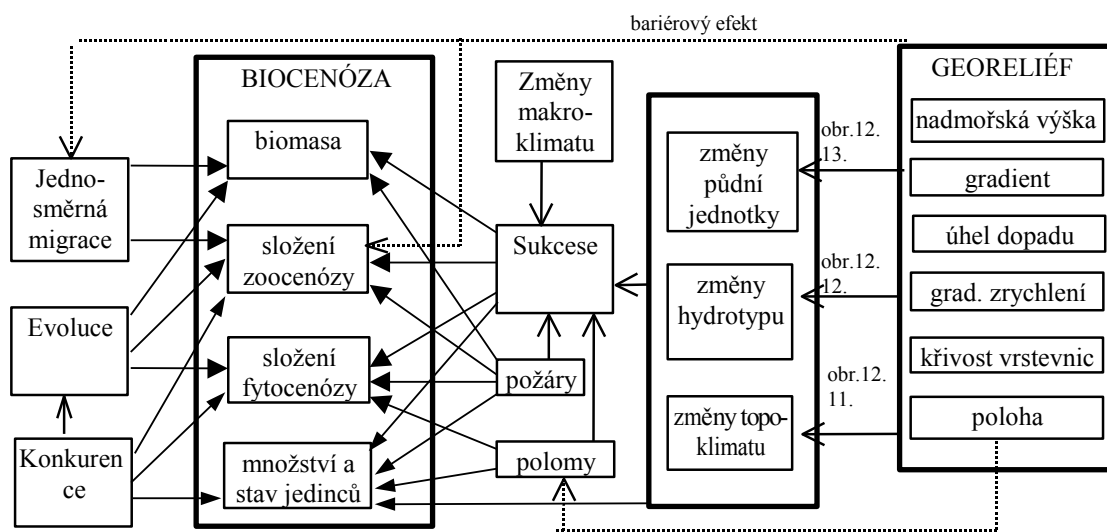 bariérový efekt
BIOCENÓZA
biomasa
složení
zoocenózy
složení
fytocenózy
množství a
stav jedinců
Jedno-
směrná
migrace
Evoluce
Konkuren
ce
Změny
makro-
klimatu
Sukcese
požáry
polomy
změny
půdní
jednotky
změny
hydrotypu
změny topo-
klimatu
obr.12.
13.
obr.12.
12.
obr.12.
11.
GEORELIÉF
nadmořská výška
gradient
úhel dopadu
grad. zrychlení
křivost vrstevnic
poloha